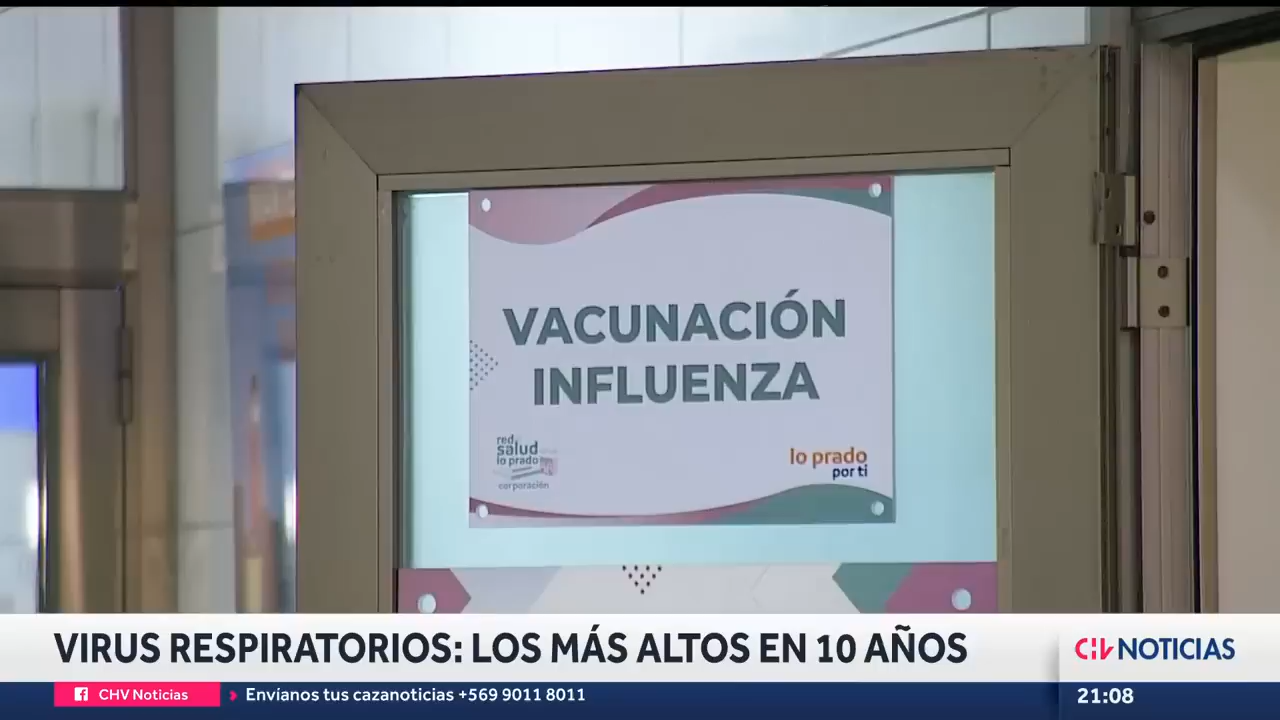 VACUNACIÓN
INFLUENZA
red
salud
lo prado
corporación
lo prado
por ti
VIRUS RESPIRATORIOS: LOS MÁS ALTOS EN 10 AÑOS
CHV NOTICIAS
CHV Noticias
Envíanos tus cazanoticias +569 9011 8011
21:08